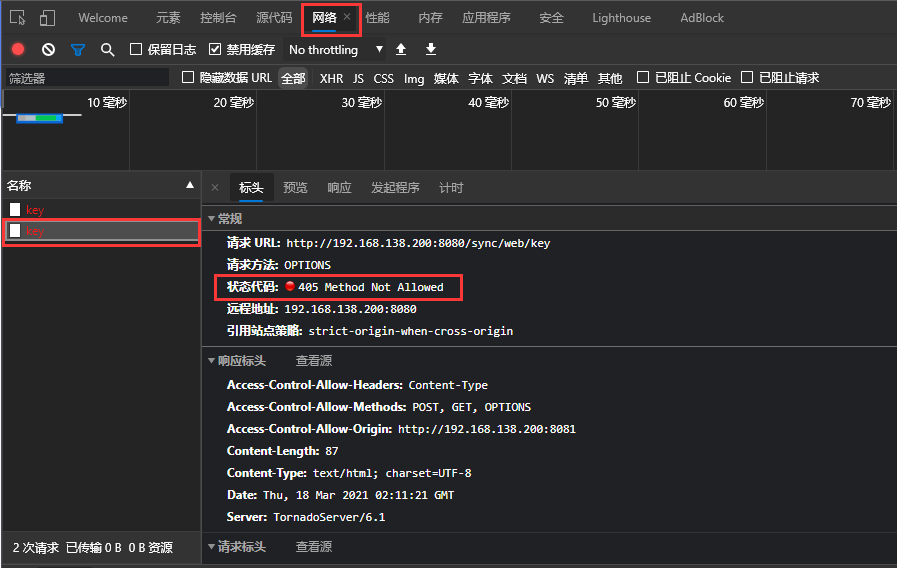 Welcome 元素 控制台 源代码 网络 × 性能 内存 应用程序 安全 Lighthouse AdBlock
保留日志 禁用缓存 No throttling
筛选器 隐藏数据 URL 全部 XHR JS CSS Img 媒体 字体 文档 WS 清单 其他 已阻止 Cookie 已阻止请求
10 毫秒 20 毫秒 30 毫秒 40 毫秒 50 毫秒 60 毫秒 70 毫秒
名称 × 标头 预览 响应 发起程序 计时
key
key
常规
请求 URL: http://192.168.138.200:8080/sync/web/key
请求方法: OPTIONS
状态代码: 405 Method Not Allowed
远程地址: 192.168.138.200:8080
引用站点策略: strict-origin-when-cross-origin
响应标头 查看源
Access-Control-Allow-Headers: Content-Type
Access-Control-Allow-Methods: POST, GET, OPTIONS
Access-Control-Allow-Origin: http://192.168.138.200:8081
Content-Length: 87
Content-Type: text/html; charset=UTF-8
Date: Thu, 18 Mar 2021 02:11:21 GMT
Server: TornadoServer/6.1
2 次请求 已传输 0 B 0 B 资源 请求标头 查看源